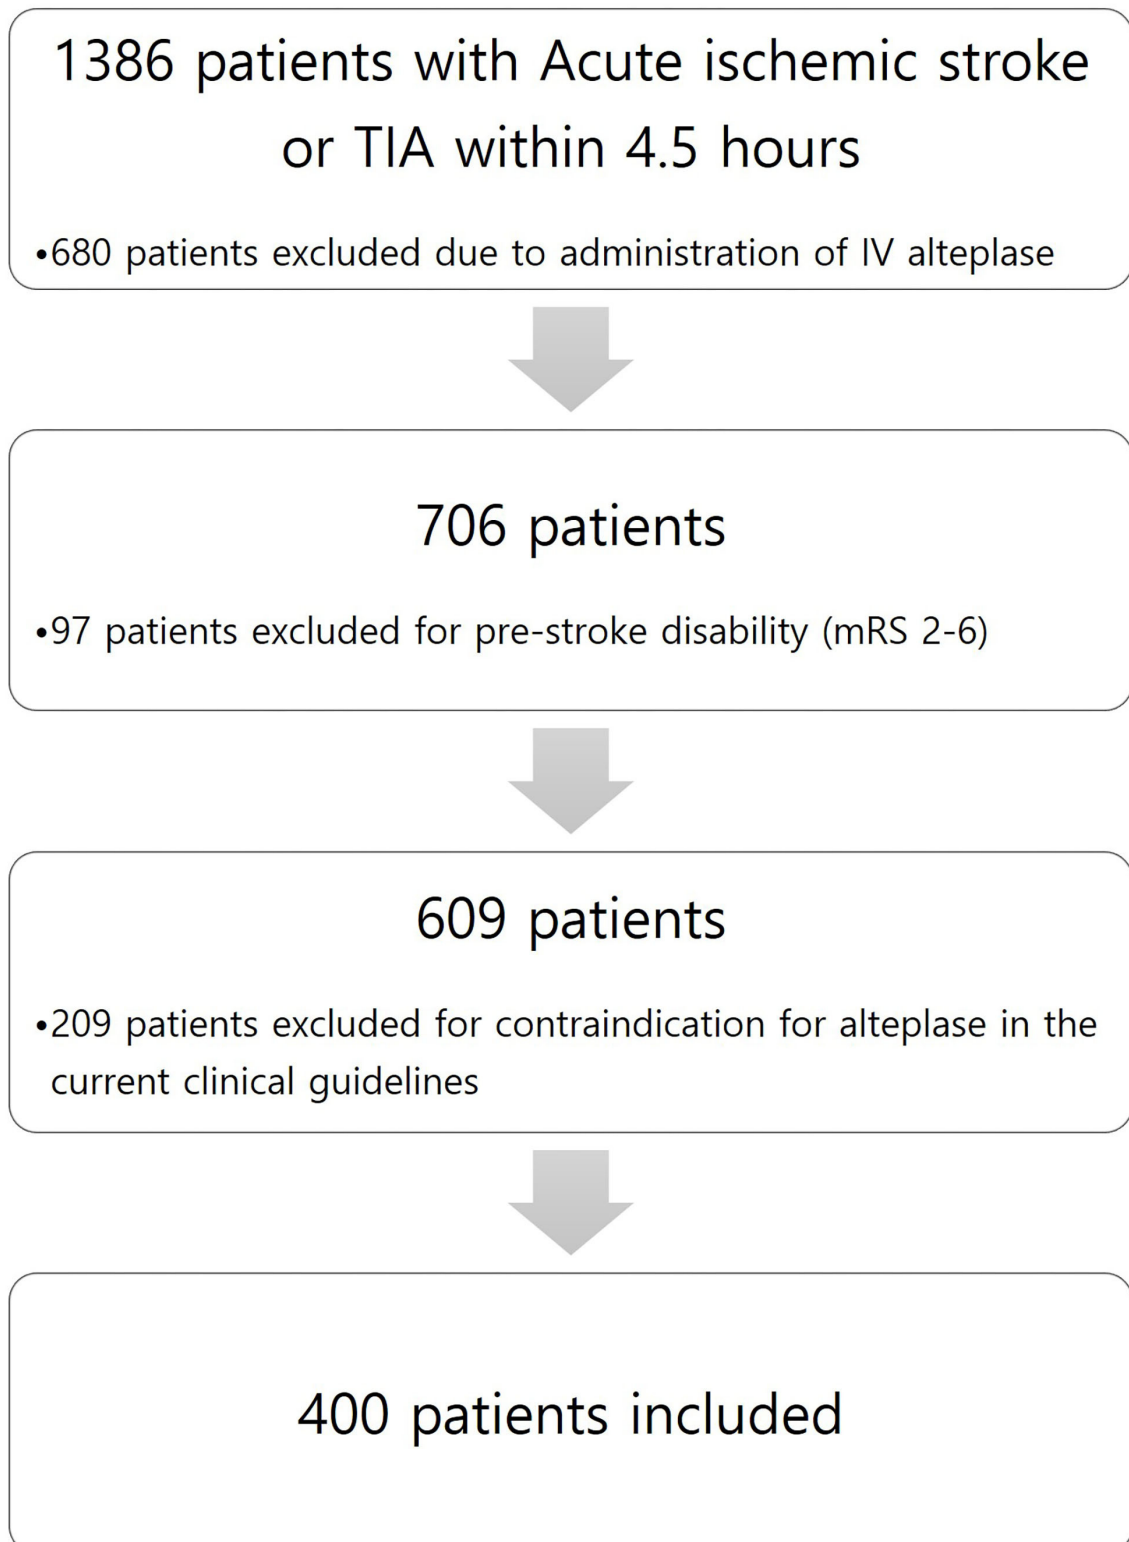 1386 patients with Acute ischemic stroke
or TIA within 4.5 hours
•680 patients excluded due to administration of IV alteplase
706 patients
•97 patients excluded for pre-stroke disability (mRS 2-6)
609 patients
•209 patients excluded for contraindication for alteplase in the
current clinical guidelines
400 patients included